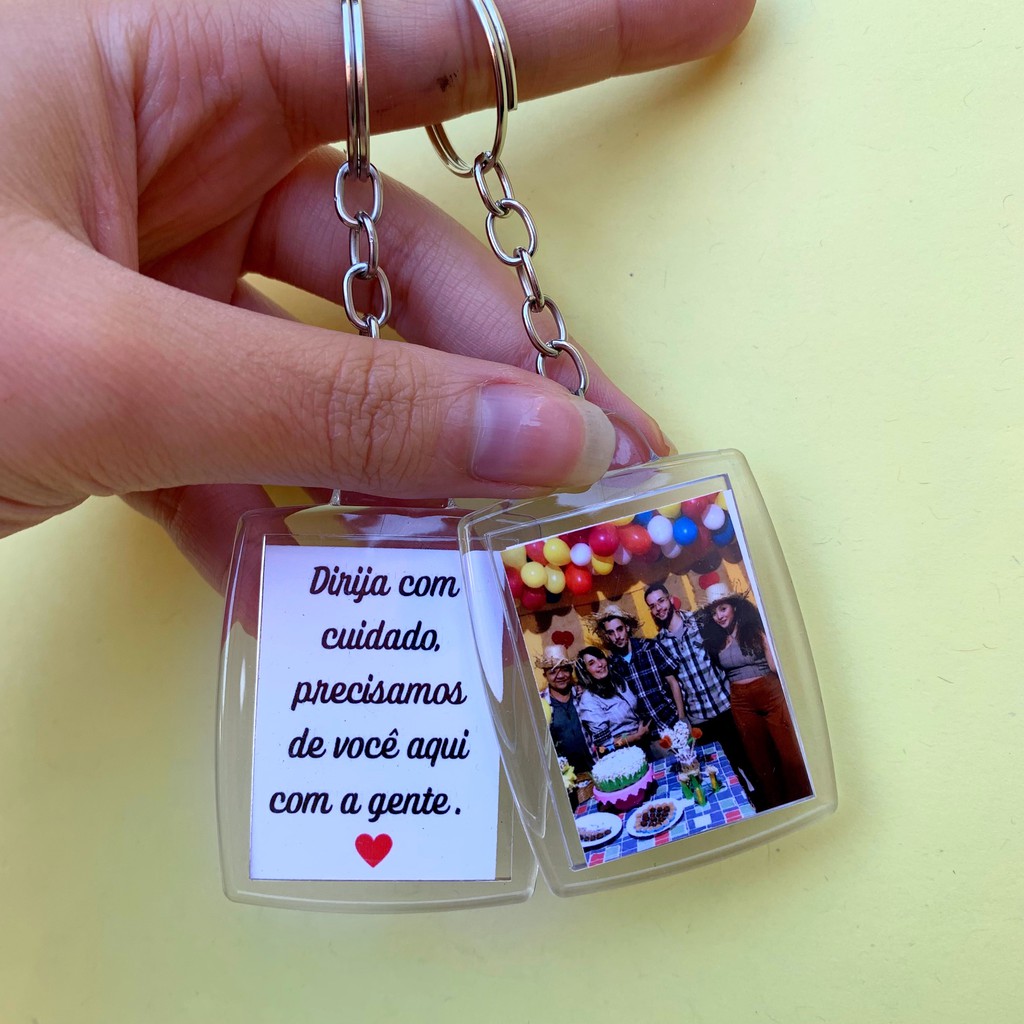 Dirija com
cuidado,
precisamos
de você aqui
com a gente.